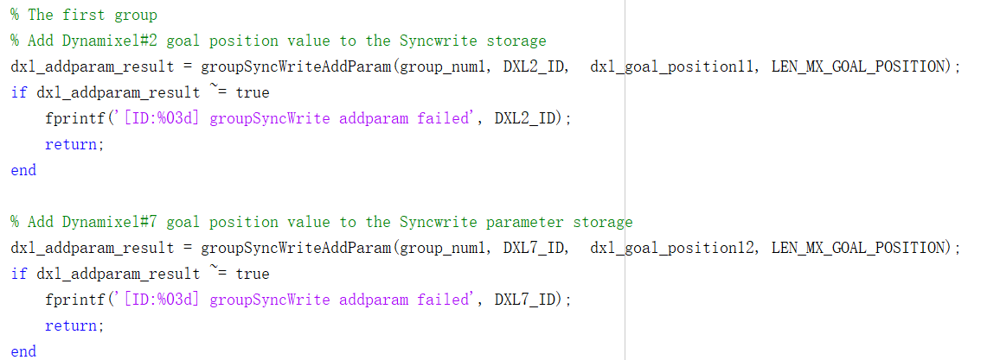 % The first group
% Add Dynamixel#2 goal position value to the Syncwrite storage
dxl_addparam_result = groupSyncWriteAddParam(group_num1, DXL2_ID,  dxl_goal_position11, LEN_MX_GOAL_POSITION);
if dxl_addparam_result ~= true
    fprintf('[ID:%03d] groupSyncWrite addparam failed', DXL2_ID);
    return;
end
% Add Dynamixel#7 goal position value to the Syncwrite parameter storage
dxl_addparam_result = groupSyncWriteAddParam(group_num1, DXL7_ID,  dxl_goal_position12, LEN_MX_GOAL_POSITION);
if dxl_addparam_result ~= true
    fprintf('[ID:%03d] groupSyncWrite addparam failed', DXL7_ID);
    return;
end